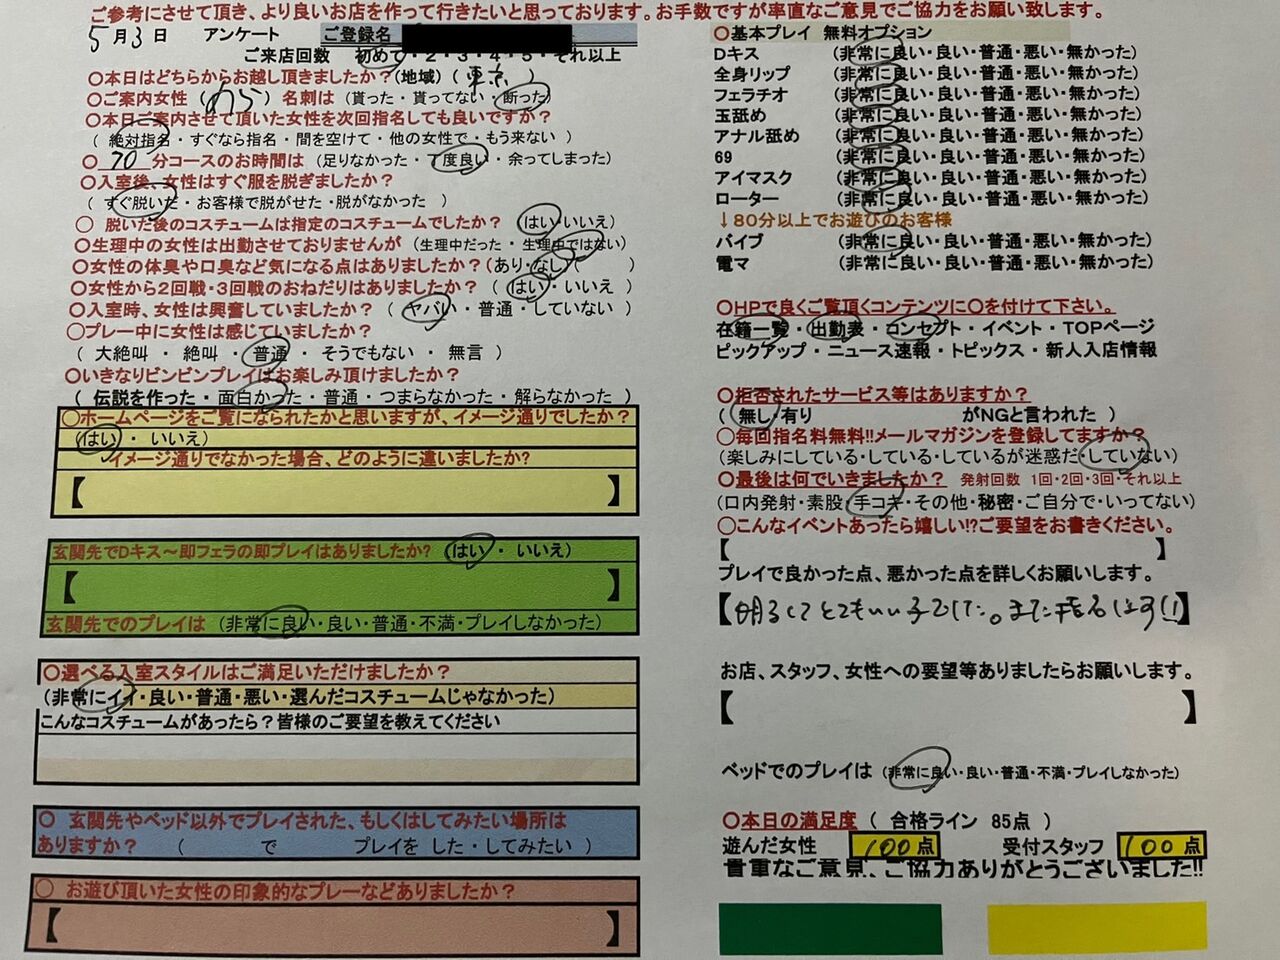 ご参考にさせて頂き、より良いお店を作って行きたいと思っております。お手数ですが率直なご意見でご協力をお願い致します。
5月3日 アンケート ご登録名
ご来店回数 初めて・2・3・4・5・それ以上
〇本日はどちらからお越し頂きましたか?(地域)( 東京 )
〇ご案内女性( )名刺は(貰った・貰ってない・断った)
〇本日ご案内させて頂いた女性を次回指名しても良いですか?
( 絶対指名・すぐなら指名・間を空けて・他の女性で・もう来ない )
〇 70 分コースのお時間は(足りなかった・丁度良い・余ってしまった)
〇入室後、女性はすぐ服を脱ぎましたか?
( すぐ脱いだ・お客様で脱がせた・脱がなかった )
〇 脱いだ後のコスチュームは指定のコスチュームでしたか? (はい・いいえ)
〇生理中の女性は出勤させておりませんが (生理中だった・生理中ではない)
〇女性の体臭や口臭など気になる点はありましたか?(あり・なし)( )
〇女性から2回戦・3回戦のおねだりはありましたか? ( はい・いいえ )
〇入室時、女性は興奮していましたか? ( ヤバい・普通・していない )
〇プレー中に女性は感じていましたか?
( 大絶叫 ・ 絶叫 ・ 普通 ・ そうでもない ・ 無言 )
〇いきなりビンビンプレイはお楽しみ頂けましたか?
( 伝説を作った・面白かった・普通・つまらなかった・解らなかった )
〇ホームページをご覧になられたかと思いますが、イメージ通りでしたか?
(はい ・ いいえ)
イメージ通りでなかった場合、どのように違いましたか?
【 】
玄関先でDキス～即フェラの即プレイはありましたか? (はい ・ いいえ)
【 】
玄関先でのプレイは (非常に良い・良い・普通・不満・プレイしなかった)
〇選べる入室スタイルはご満足いただけましたか?
(非常にイイ・良い・普通・悪い・選んだコスチュームじゃなかった)
こんなコスチュームがあったら?皆様のご要望を教えてください
〇 玄関先やベッド以外でプレイされた、もしくはしてみたい場所は
ありますか? ( で プレイを した・してみたい )
〇 お遊び頂いた女性の印象的なプレーなどありましたか?
【 】
〇基本プレイ 無料オプション
Dキス (非常に良い・良い・普通・悪い・無かった)
全身リップ (非常に良い・良い・普通・悪い・無かった)
フェラチオ (非常に良い・良い・普通・悪い・無かった)
玉舐め (非常に良い・良い・普通・悪い・無かった)
アナル舐め (非常に良い・良い・普通・悪い・無かった)
69 (非常に良い・良い・普通・悪い・無かった)
アイマスク (非常に良い・良い・普通・悪い・無かった)
ローター (非常に良い・良い・普通・悪い・無かった)
↓80分以上でお遊びのお客様
バイブ (非常に良い・良い・普通・悪い・無かった)
電マ (非常に良い・良い・普通・悪い・無かった)
〇HPで良くご覧頂くコンテンツに〇を付けて下さい。
在籍一覧・出勤表・コンセプト・イベント・TOPページ
ピックアップ・ニュース速報・トピックス・新人入店情報
〇拒否されたサービス等はありますか?
( 無し・有り がNGと言われた )
〇毎回指名料無料!!メールマガジンを登録してますか?
(楽しみにしている・している・しているが迷惑だ・していない)
〇最後は何でいきましたか? 発射回数 1回・2回・3回・それ以上
(口内発射・素股・手コキ・その他・秘密・ご自分で・いってない)
〇こんなイベントあったら嬉しい!?ご要望をお書きください。
【 】
プレイで良かった点、悪かった点を詳しくお願いします。
【明るくてとてもいい子でした。また指名します!!】
お店、スタッフ、女性への要望等ありましたらお願いします。
【 】
ベッドでのプレイは (非常に良い・良い・普通・不満・プレイしなかった)
〇本日の満足度 ( 合格ライン 85点 )
遊んだ女性 100点 受付スタッフ 100点
貴重なご意見、ご協力ありがとうございました!!